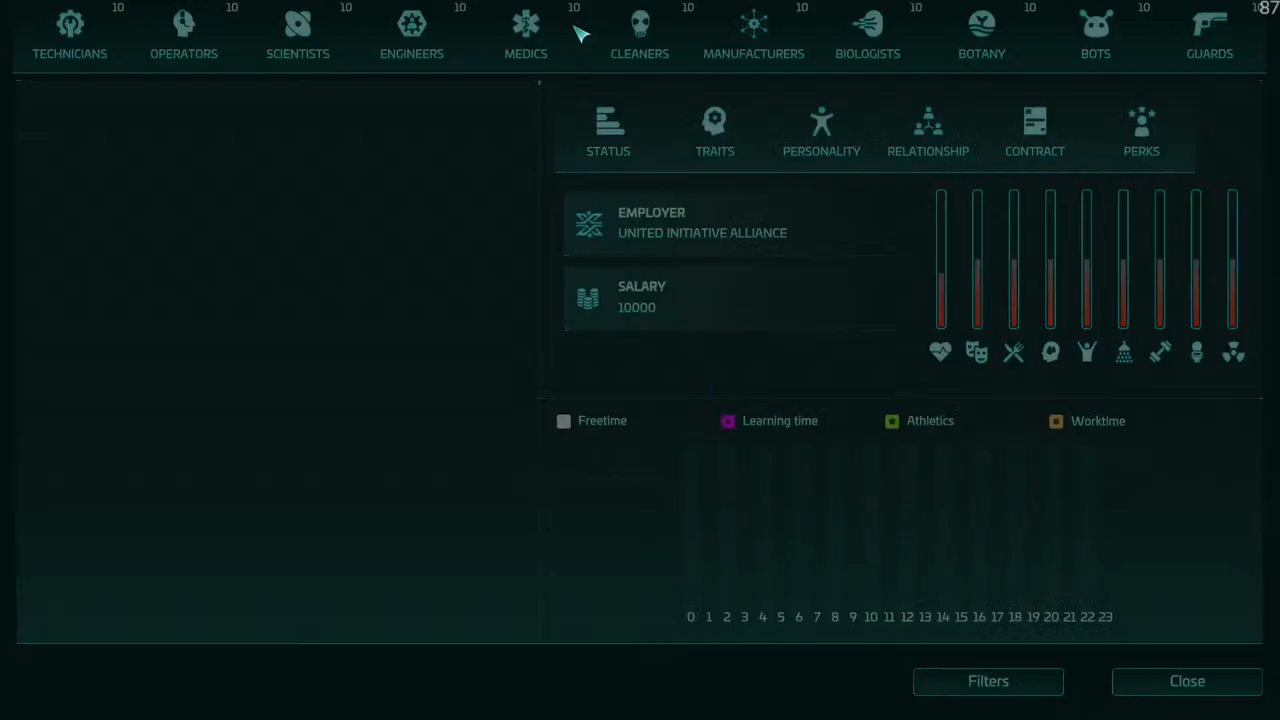 10 10 10 10 10 10 10 10 10 10 87
TECHNICIANS OPERATORS SCIENTISTS ENGINEERS MEDICS CLEANERS MANUFACTURERS BIOLOGISTS BOTANY BOTS GUARDS
STATUS TRAITS PERSONALITY RELATIONSHIP CONTRACT PERKS
EMPLOYER
UNITED INITIATIVE ALLIANCE
SALARY
10000
Freetime Learning time Athletics Worktime
0 1 2 3 4 5 6 7 8 9 10 11 12 13 14 15 16 17 18 19 20 21 22 23
Filters Close